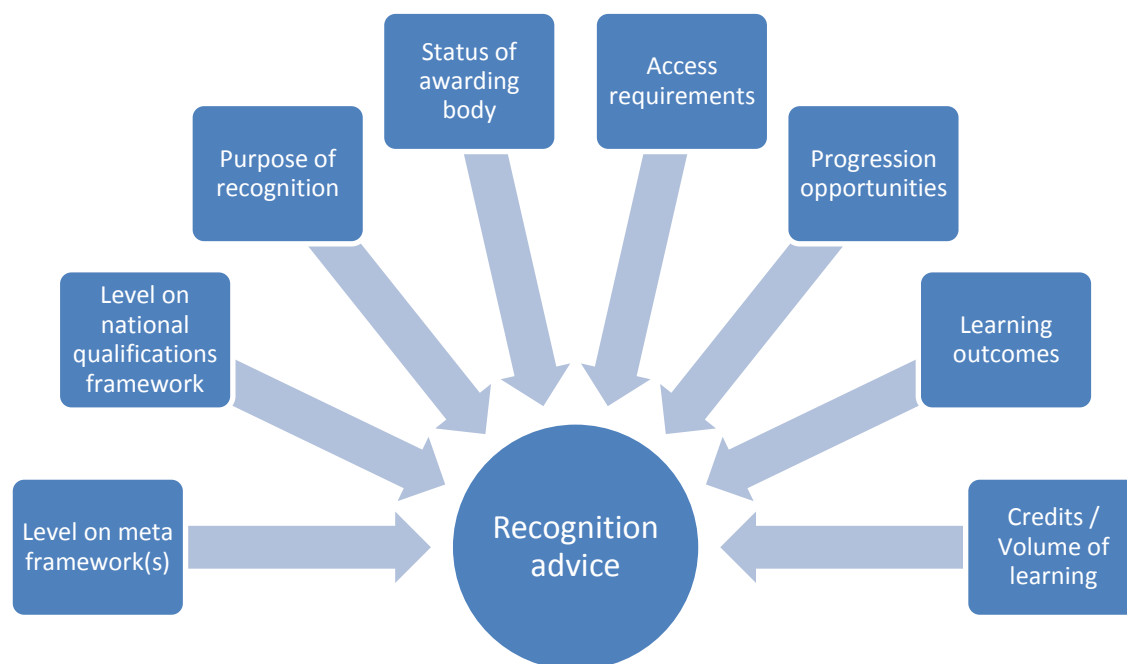 Status of
awarding
body
Access
requirements
Purpose of
recognition
Progression
opportunities
Level on
national
qualifications
framework
Learning
outcomes
Level on meta
framework(s)
Recognition
advice
Credits /
Volume of
learning